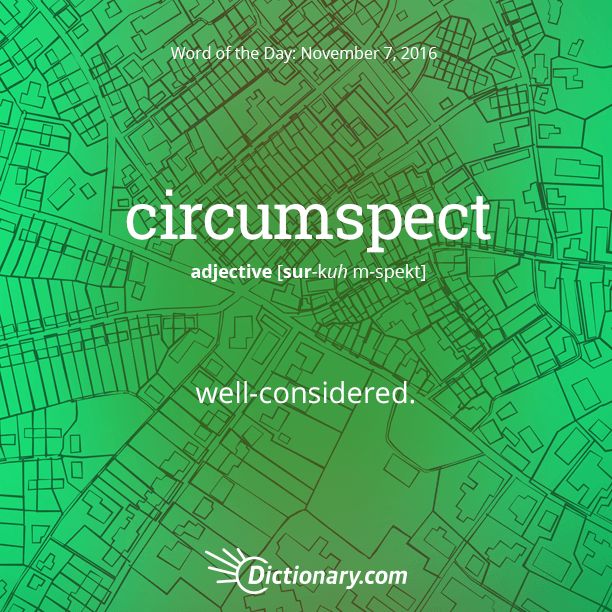 Word of the Day: November 7, 2016
circumspect
adjective [sur-kuh m-spekt]
well-considered.
Dictionary.com